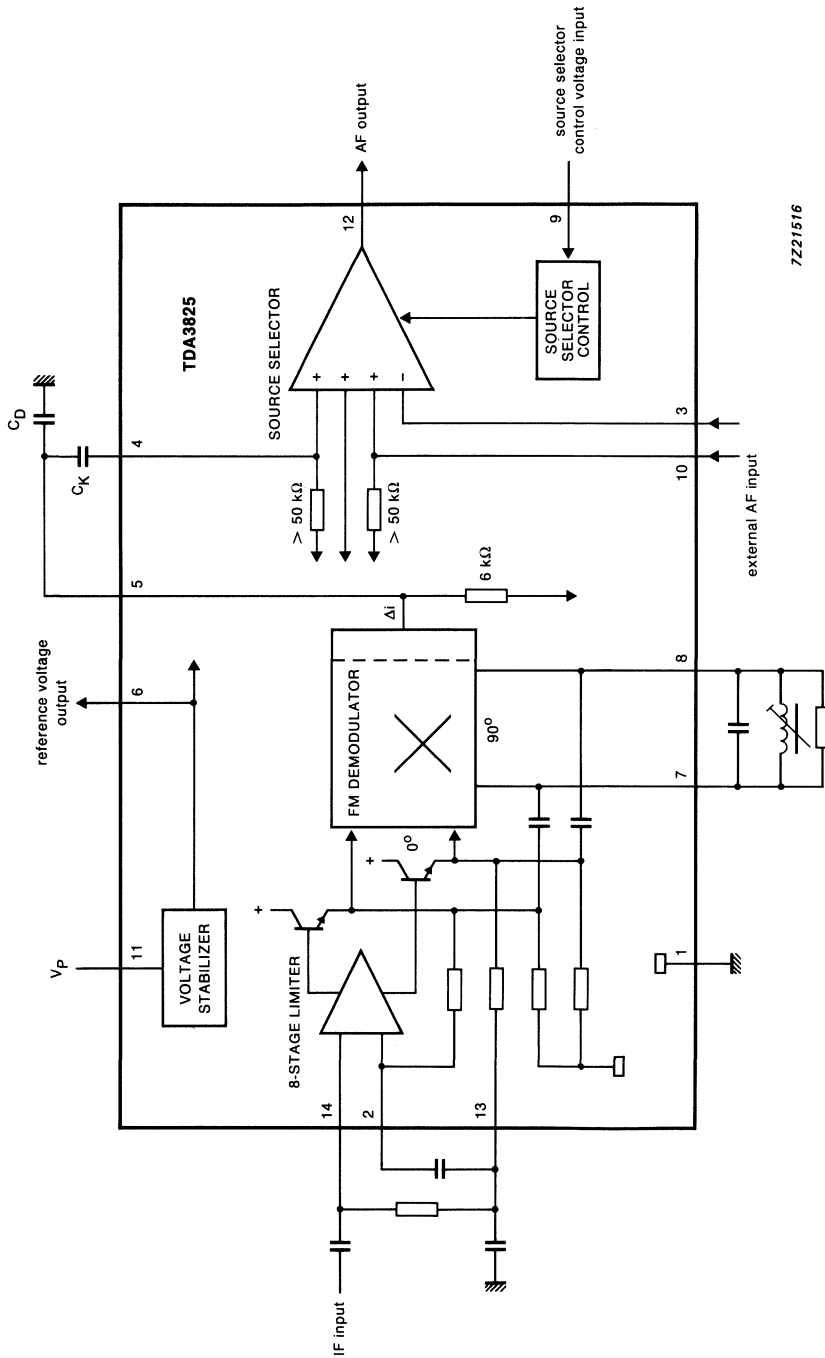 IF input
14
2
13
8-STAGE LIMITER
V_P
11
VOLTAGE
STABILIZER
+
+
0°
FM DEMODULATOR
90°
Δi
6 kΩ
reference voltage
output
6
5
4
C_K
C_D
> 50 kΩ
> 50 kΩ
SOURCE SELECTOR
+
+
+
−
TDA3825
12
AF output
SOURCE
SELECTOR
CONTROL
9
source selector
control voltage input
1
7
8
10
3
external AF input
7Z21516